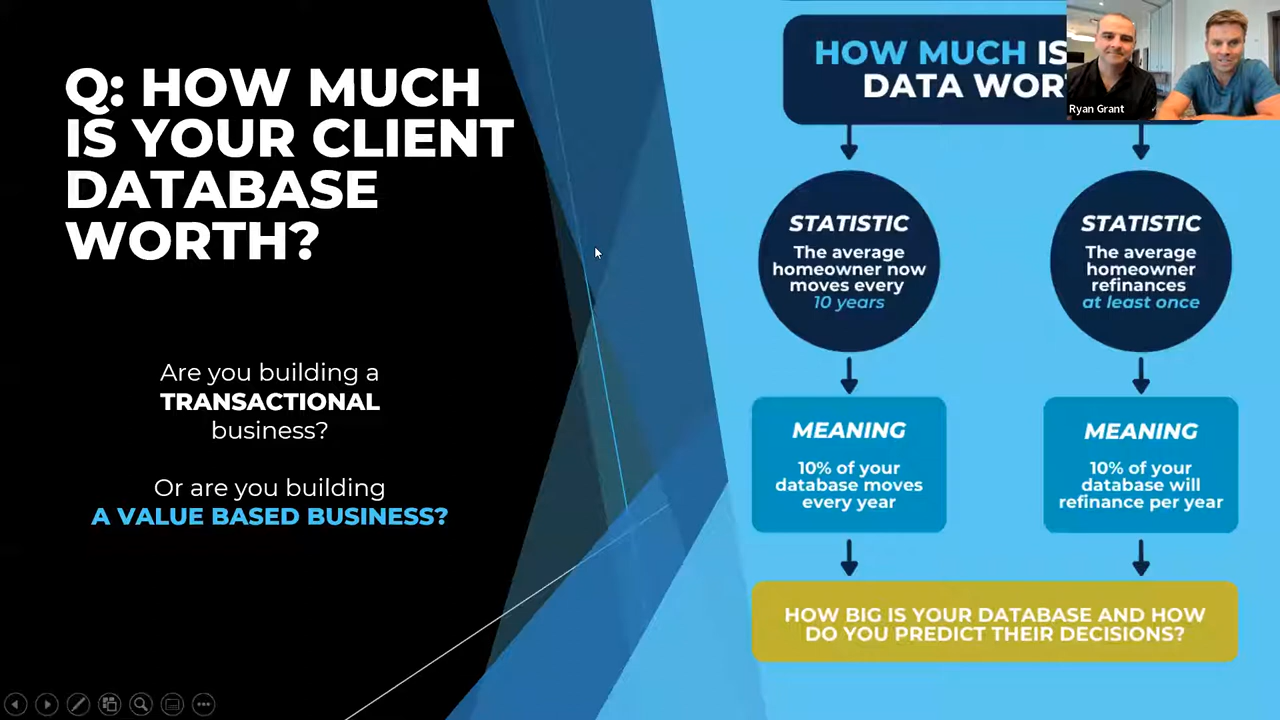 Q: HOW MUCH
IS YOUR CLIENT
DATABASE
WORTH?
Are you building a
TRANSACTIONAL
business?
Or are you building
A VALUE BASED BUSINESS?
HOW MUCH IS
DATA WOR
Ryan Grant
STATISTIC
The average
homeowner now
moves every
10 years
STATISTIC
The average
homeowner
refinances
at least once
MEANING
10% of your
database moves
every year
MEANING
10% of your
database will
refinance per year
HOW BIG IS YOUR DATABASE AND HOW
DO YOU PREDICT THEIR DECISIONS?